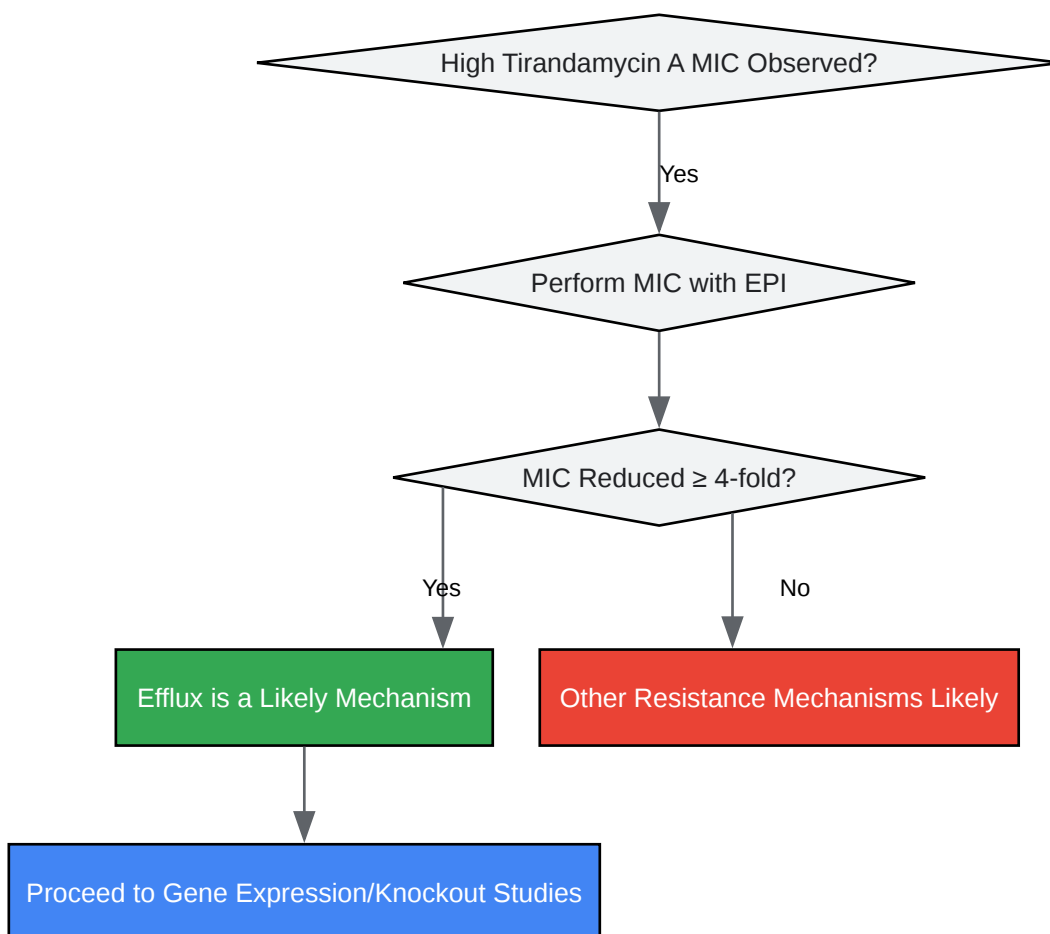 High Tirandamycin A MIC Observed?
Yes
Perform MIC with EPI
MIC Reduced ≥ 4-fold?
Yes
No
Efflux is a Likely Mechanism
Other Resistance Mechanisms Likely
Proceed to Gene Expression/Knockout Studies